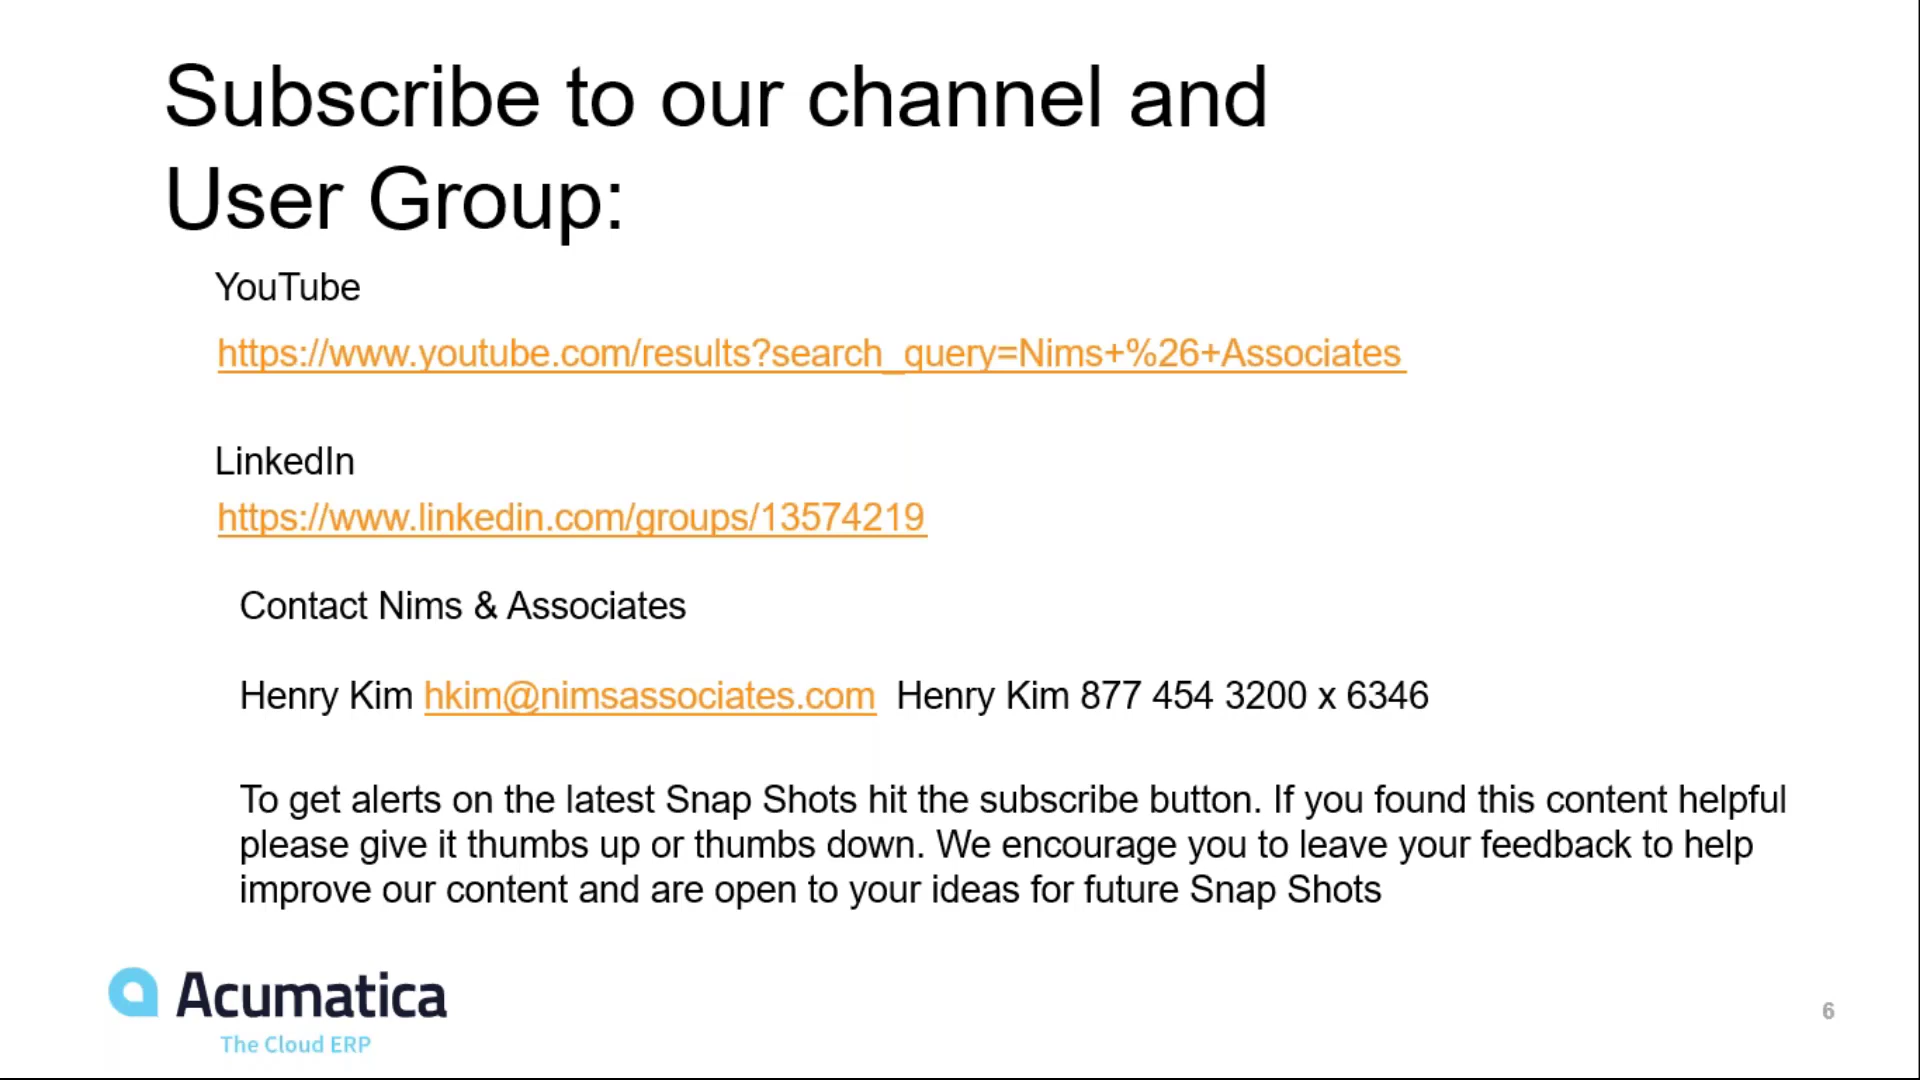 Subscribe to our channel and
User Group:
YouTube
https://www.youtube.com/results?search_query=Nims+%26+Associates
LinkedIn
https://www.linkedin.com/groups/13574219
Contact Nims & Associates
Henry Kim hkim@nimsassociates.com  Henry Kim 877 454 3200 x 6346
To get alerts on the latest Snap Shots hit the subscribe button. If you found this content helpful
please give it thumbs up or thumbs down. We encourage you to leave your feedback to help
improve our content and are open to your ideas for future Snap Shots
Acumatica
The Cloud ERP
6